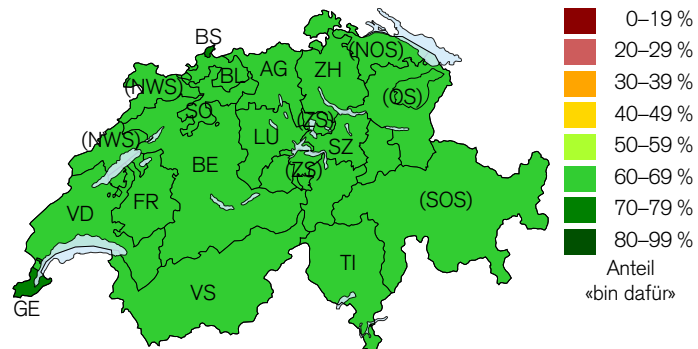 BS
(NWS)
BL
AG
ZH
(NOS)
SO
(OS)
(NWS)
LU
(ZS)
SZ
BE
(ZS)
FR
VD
(SOS)
TI
VS
GE
0–19 %
20–29 %
30–39 %
40–49 %
50–59 %
60–69 %
70–79 %
80–99 %
Anteil
«bin dafür»